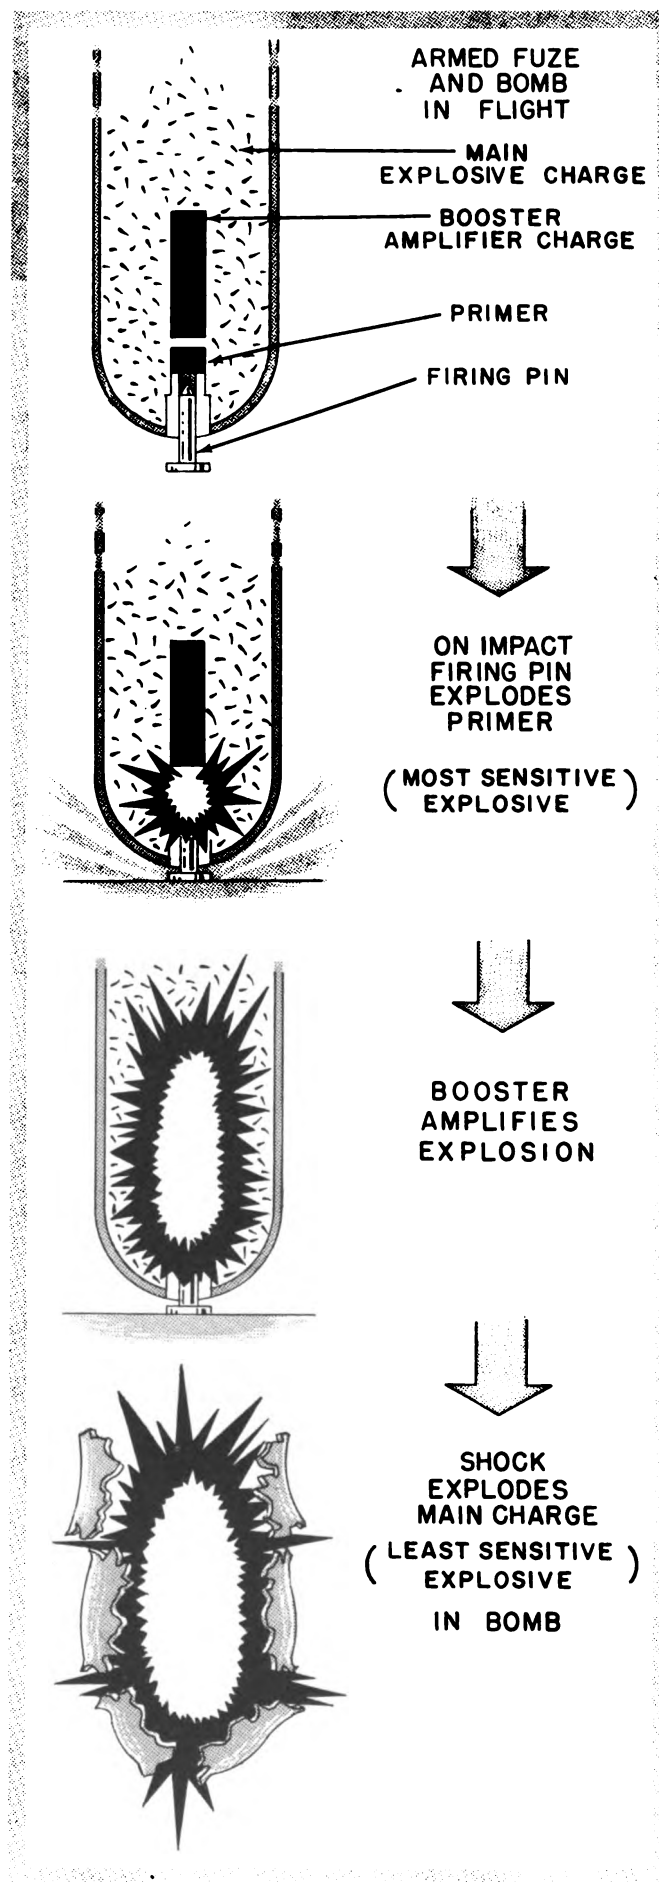 ARMED FUZE
AND BOMB
IN FLIGHT
MAIN
EXPLOSIVE CHARGE
BOOSTER
AMPLIFIER CHARGE
PRIMER
FIRING PIN
ON IMPACT
FIRING PIN
EXPLODES
PRIMER
(MOST SENSITIVE
EXPLOSIVE)
BOOSTER
AMPLIFIES
EXPLOSION
SHOCK
EXPLODES
MAIN CHARGE
(LEAST SENSITIVE
EXPLOSIVE)
IN BOMB